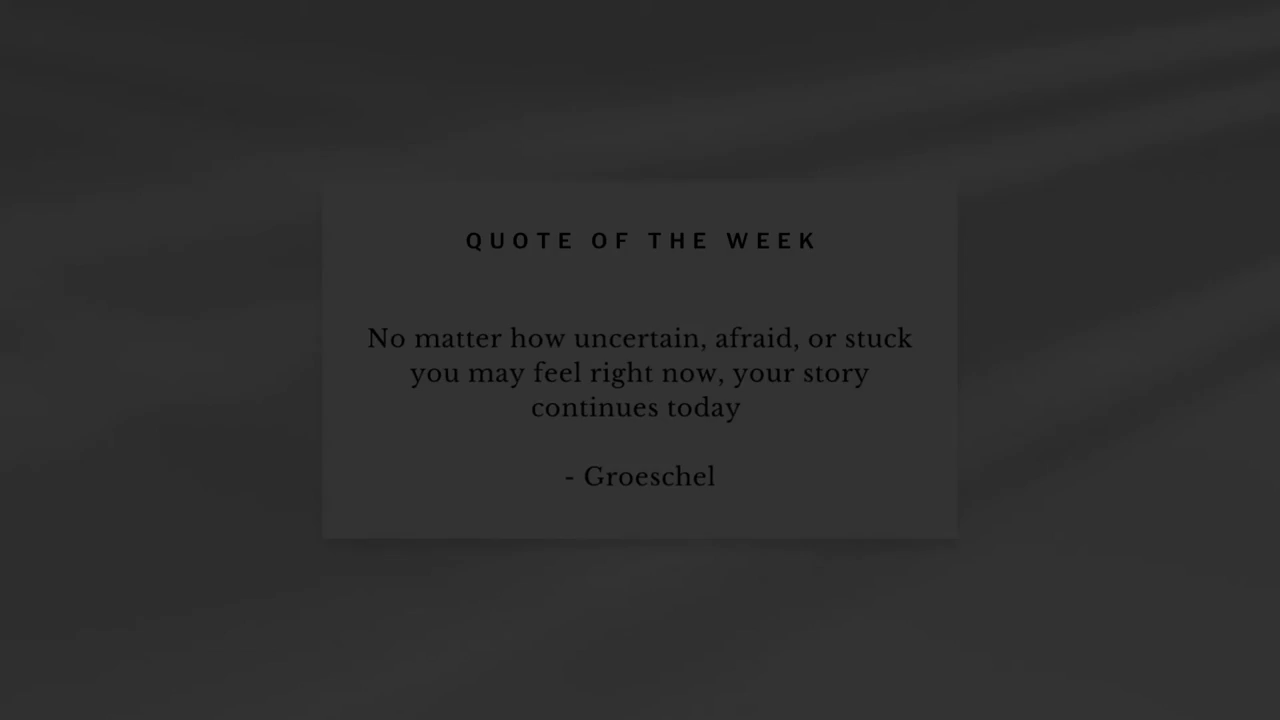 QUOTE OF THE WEEK
No matter how uncertain, afraid, or stuck
you may feel right now, your story
continues today
- Groeschel